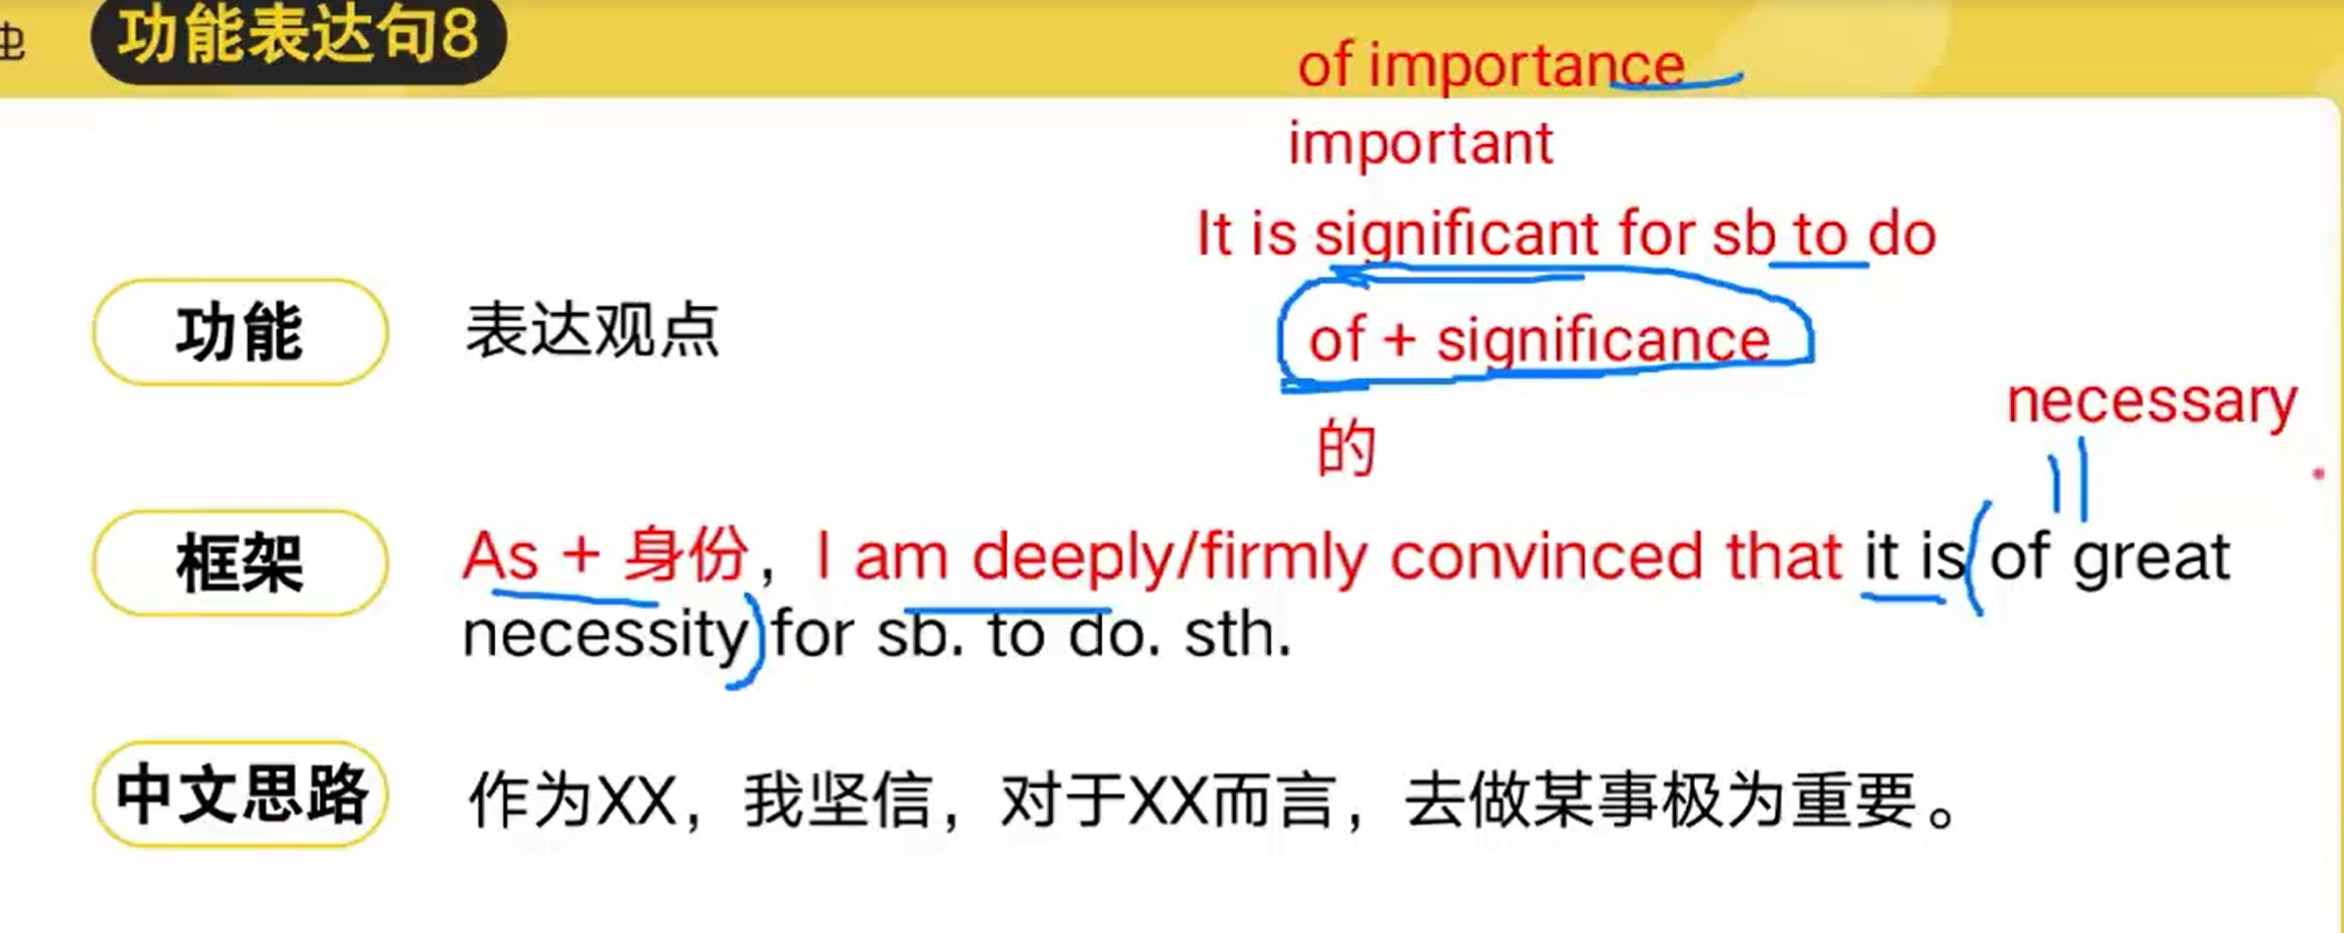 功能表达句8
of importance
important
It is significant for sb to do
功能 表达观点
of + significance
necessary
的
框架 As + 身份，I am deeply/firmly convinced that it is(of great
necessity)for sb. to do. sth.
中文思路 作为XX，我坚信，对于XX而言，去做某事极为重要。